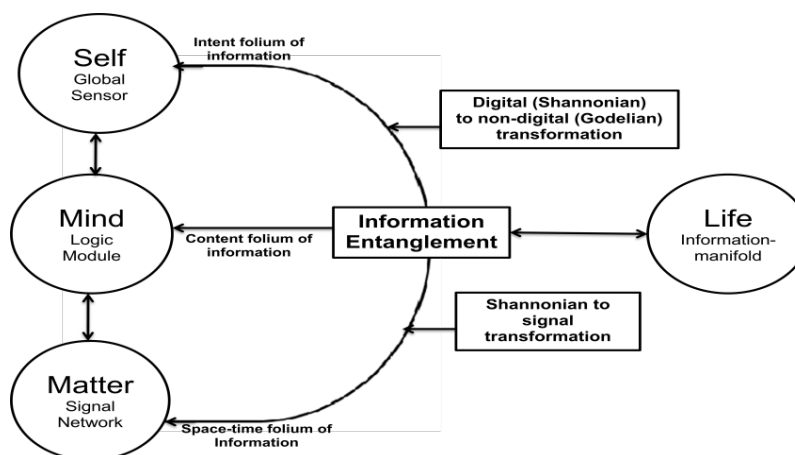 Intent folium of
information
Self
Global
Sensor
Digital (Shannonian)
to non-digital (Godelian)
transformation
Mind
Logic
Module
Content folium of
information
Information
Entanglement
Life
Information-
manifold
Shannonian to
signal
transformation
Matter
Signal
Network
Space-time folium of
Information